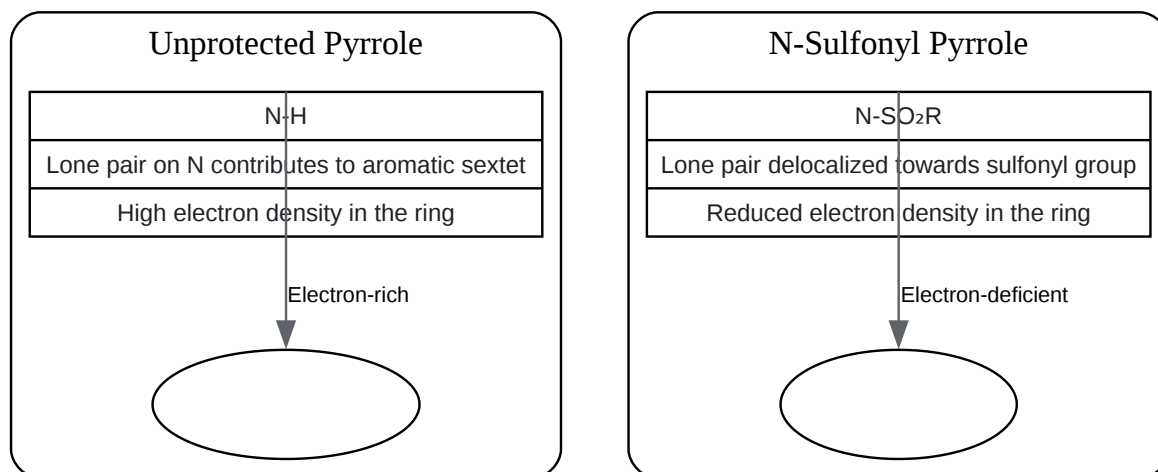 Unprotected Pyrrole
N-H
Lone pair on N contributes to aromatic sextet
High electron density in the ring
Electron-rich
N-Sulfonyl Pyrrole
N-SO₂R
Lone pair delocalized towards sulfonyl group
Reduced electron density in the ring
Electron-deficient